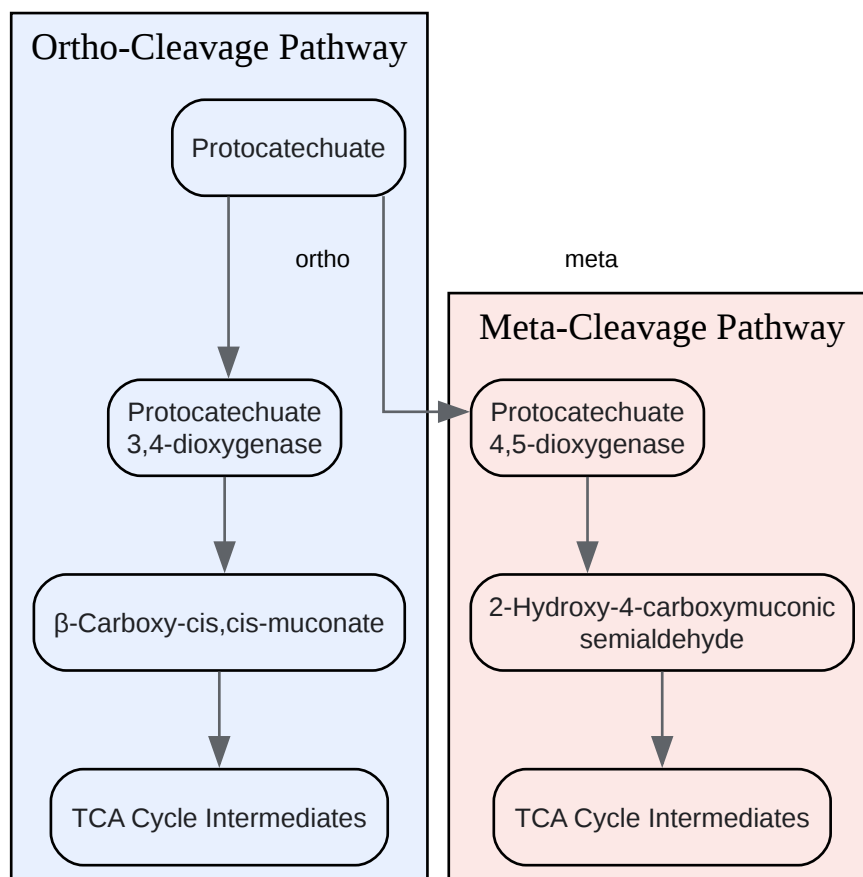 Ortho-Cleavage Pathway
Protocatechuate
ortho
meta
Meta-Cleavage Pathway
Protocatechuate
3,4-dioxygenase
Protocatechuate
4,5-dioxygenase
β-Carboxy-cis,cis-muconate
2-Hydroxy-4-carboxymuconic
semialdehyde
TCA Cycle Intermediates
TCA Cycle Intermediates